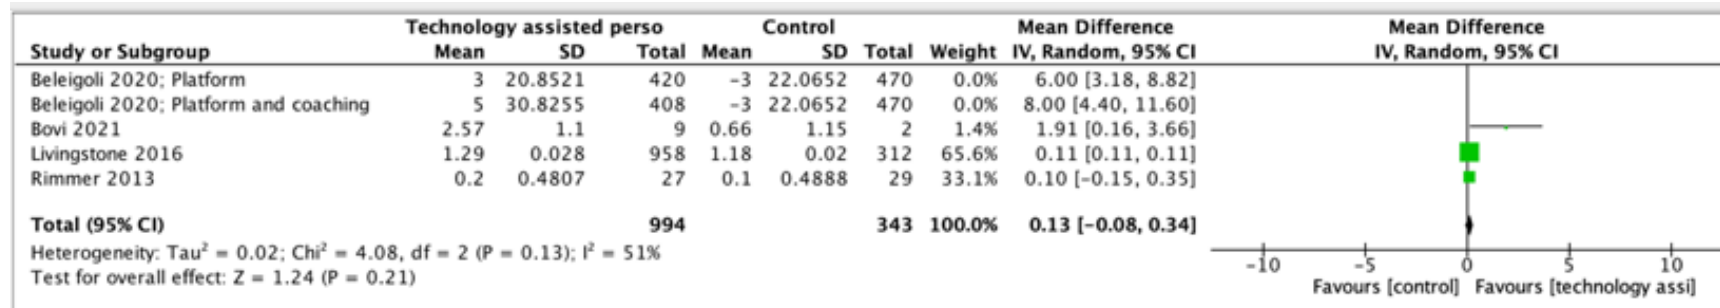 Technology assisted perso Control Mean Difference Mean Difference
Study or Subgroup Mean SD Total Mean SD Total Weight IV, Random, 95% CI IV, Random, 95% CI
Beleigoli 2020; Platform 3 20.8521 420 -3 22.0652 470 0.0% 6.00 [3.18, 8.82]
Beleigoli 2020; Platform and coaching 5 30.8255 408 -3 22.0652 470 0.0% 8.00 [4.40, 11.60]
Bovi 2021 2.57 1.1 9 0.66 1.15 2 1.4% 1.91 [0.16, 3.66]
Livingstone 2016 1.29 0.028 958 1.18 0.02 312 65.6% 0.11 [0.11, 0.11]
Rimmer 2013 0.2 0.4807 27 0.1 0.4888 29 33.1% 0.10 [-0.15, 0.35]
Total (95% CI) 994 343 100.0% 0.13 [-0.08, 0.34]
Heterogeneity: Tau² = 0.02; Chi² = 4.08, df = 2 (P = 0.13); I² = 51%
Test for overall effect: Z = 1.24 (P = 0.21)
-10 -5 0 5 10
Favours [control] Favours [technology assi]